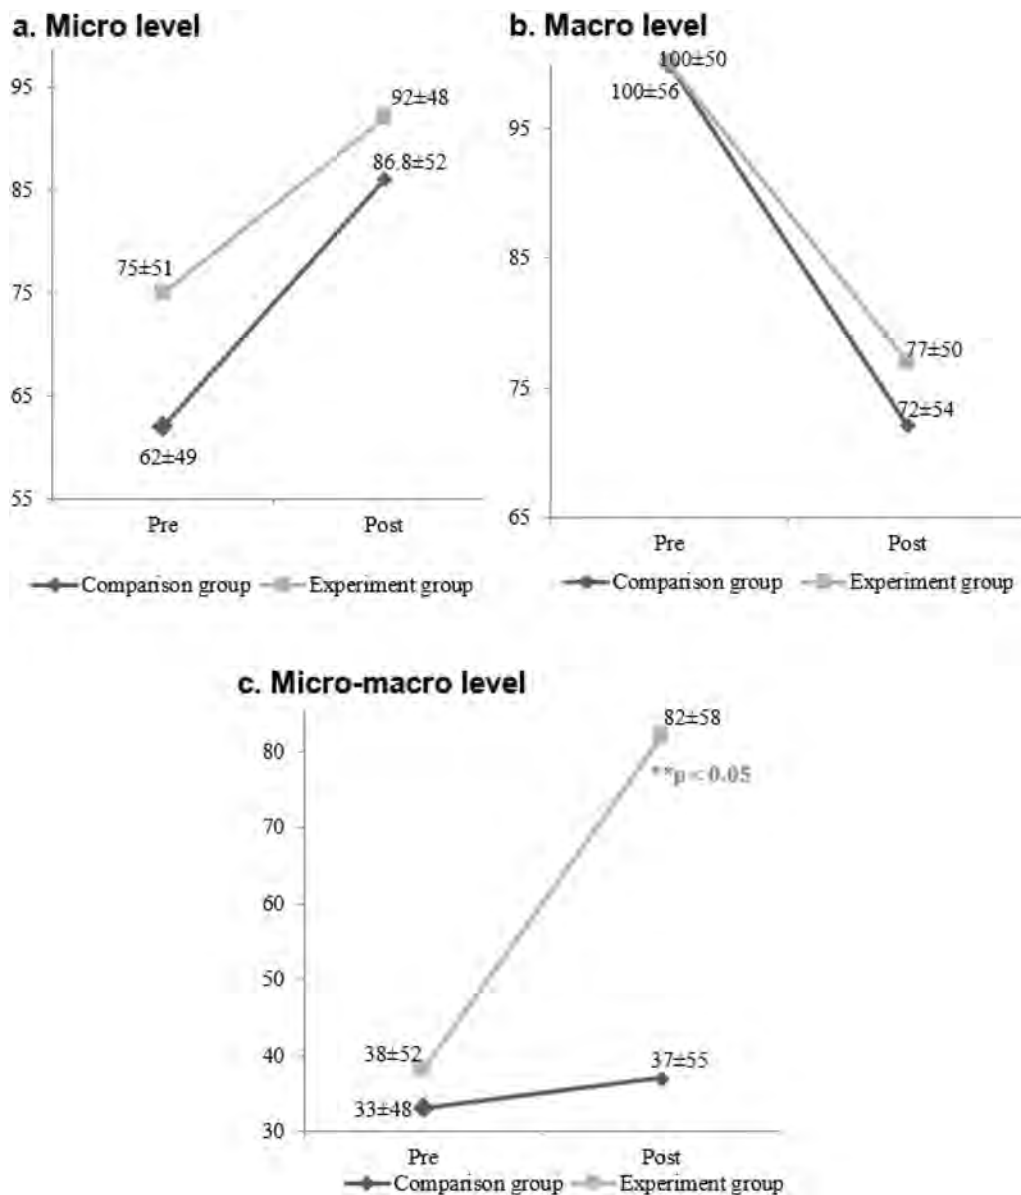 a. Micro level
95
85
75
65
55
92±48
86.8±52
75±51
62±49
Pre Post
Comparison group Experiment group
b. Macro level
95
85
75
65
100±50
100±56
77±50
72±54
Pre Post
Comparison group Experiment group
c. Micro-macro level
80
70
60
50
40
30
82±58
**p<0.05
38±52
37±55
33±48
Pre Post
Comparison group Experiment group